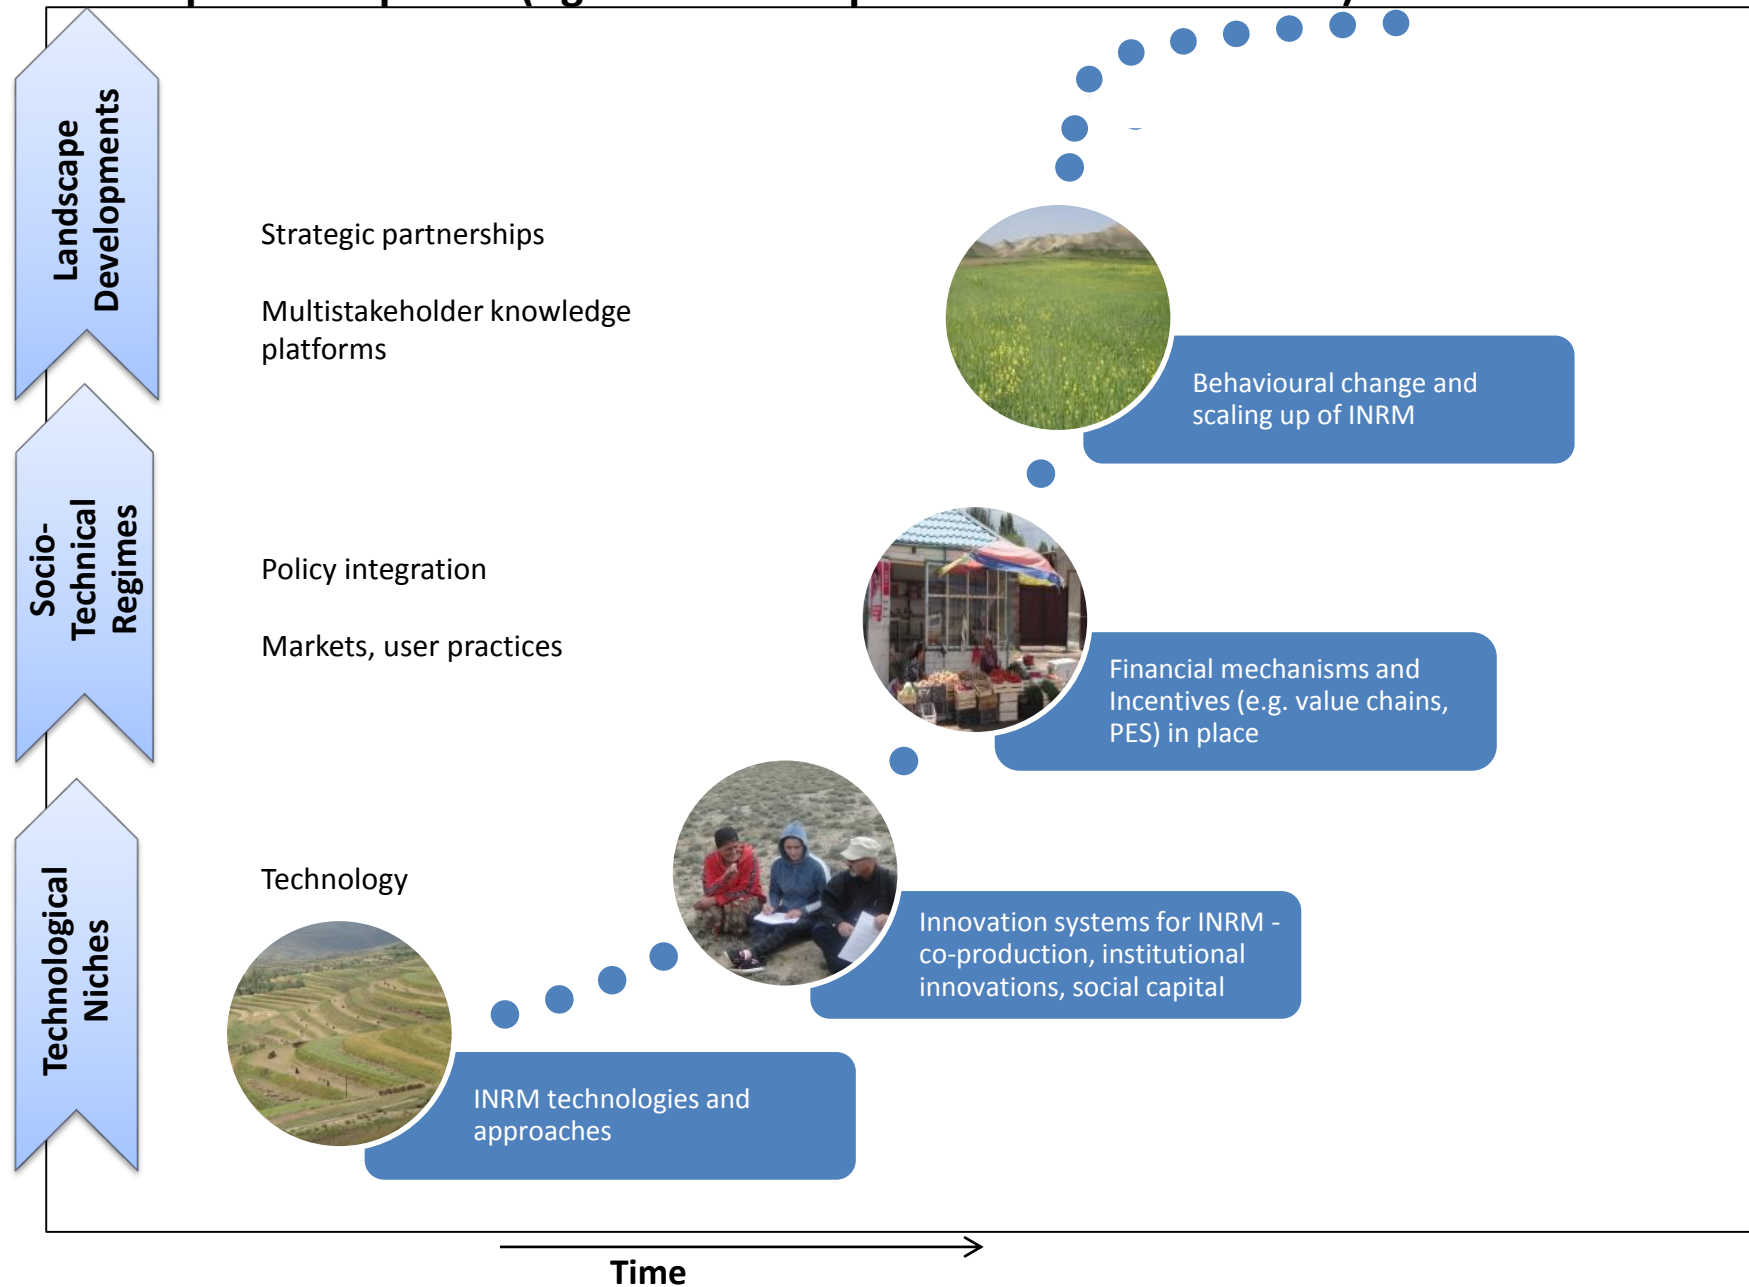 Landscape
Developments
Strategic partnerships
Multistakeholder knowledge
platforms
Behavioural change and
scaling up of INRM
Socio-
Technical
Regimes
Policy integration
Markets, user practices
Financial mechanisms and
Incentives (e.g. value chains,
PES) in place
Technological
Niches
Technology
Innovation systems for INRM -
co-production, institutional
innovations, social capital
INRM technologies and
approaches
Time